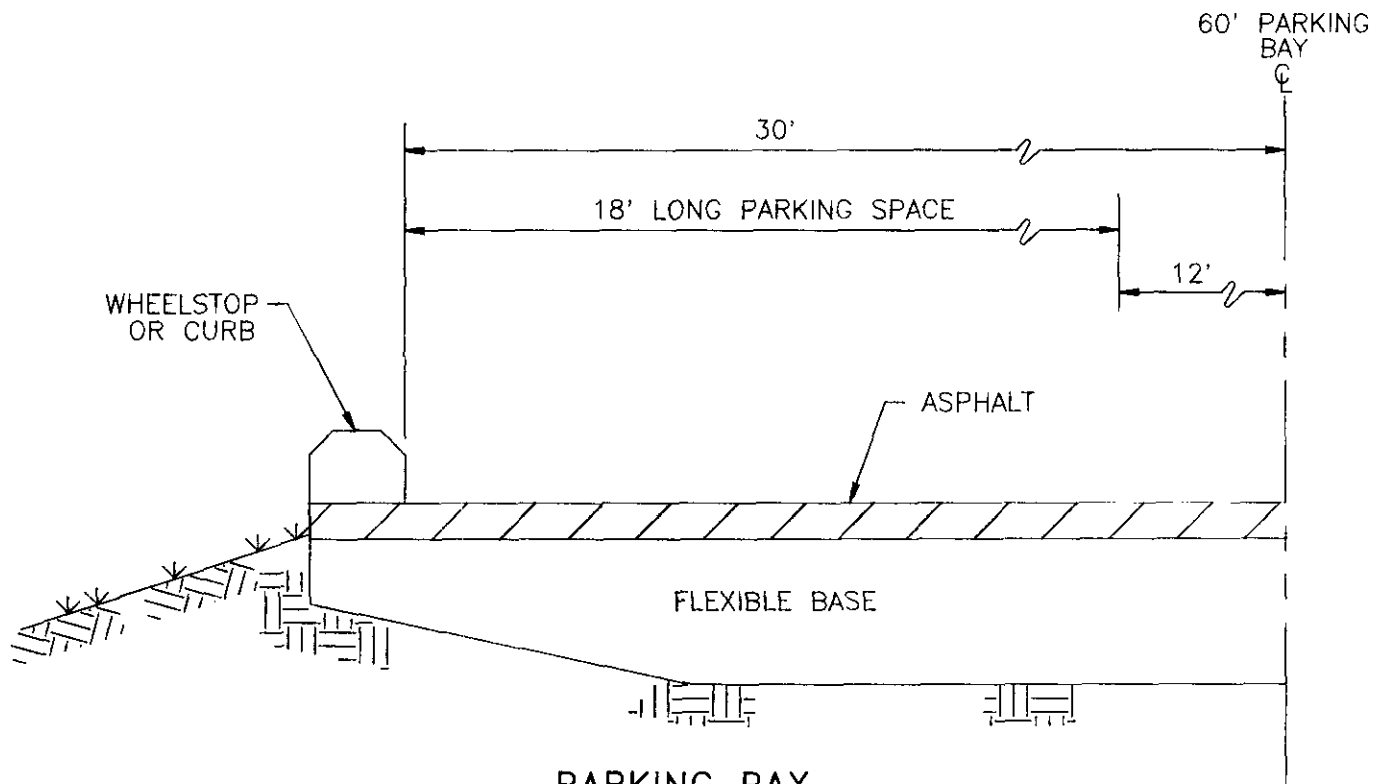 60' PARKING
BAY
℄
30'
18' LONG PARKING SPACE
12'
WHEELSTOP
OR CURB
ASPHALT
FLEXIBLE BASE
PARKING BAY